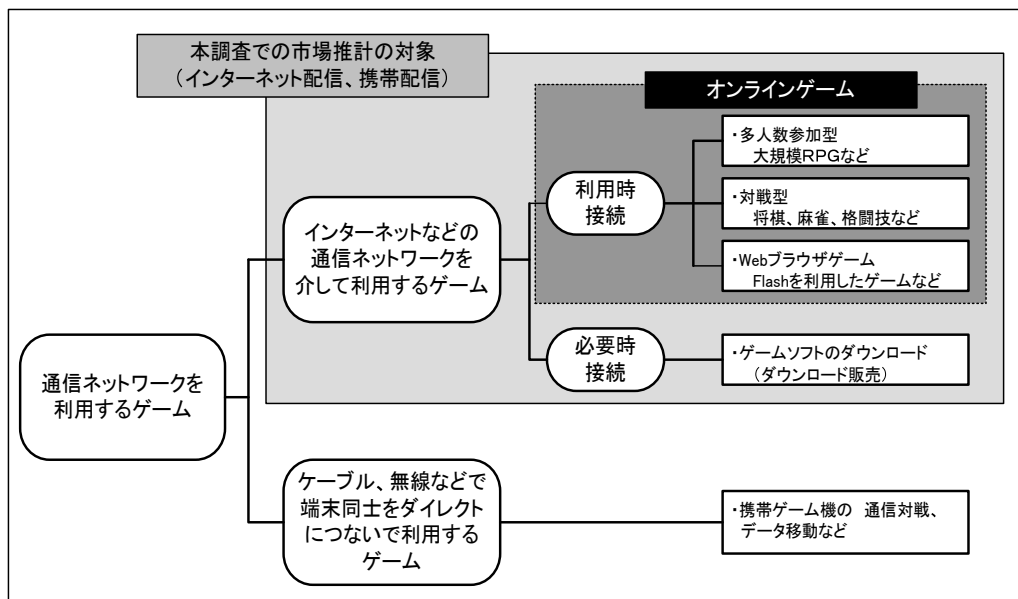 本調査での市場推計の対象
（インターネット配信、携帯配信）
オンラインゲーム
・多人数参加型
大規模RPGなど
利用時
接続
・対戦型
将棋、麻雀、格闘技など
インターネットなどの
通信ネットワークを
介して利用するゲーム
・Webブラウザゲーム
Flashを利用したゲームなど
必要時
接続
・ゲームソフトのダウンロード
（ダウンロード販売）
通信ネットワークを
利用するゲーム
ケーブル、無線などで
端末同士をダイレクト
につないで利用する
ゲーム
・携帯ゲーム機の 通信対戦、
データ移動など